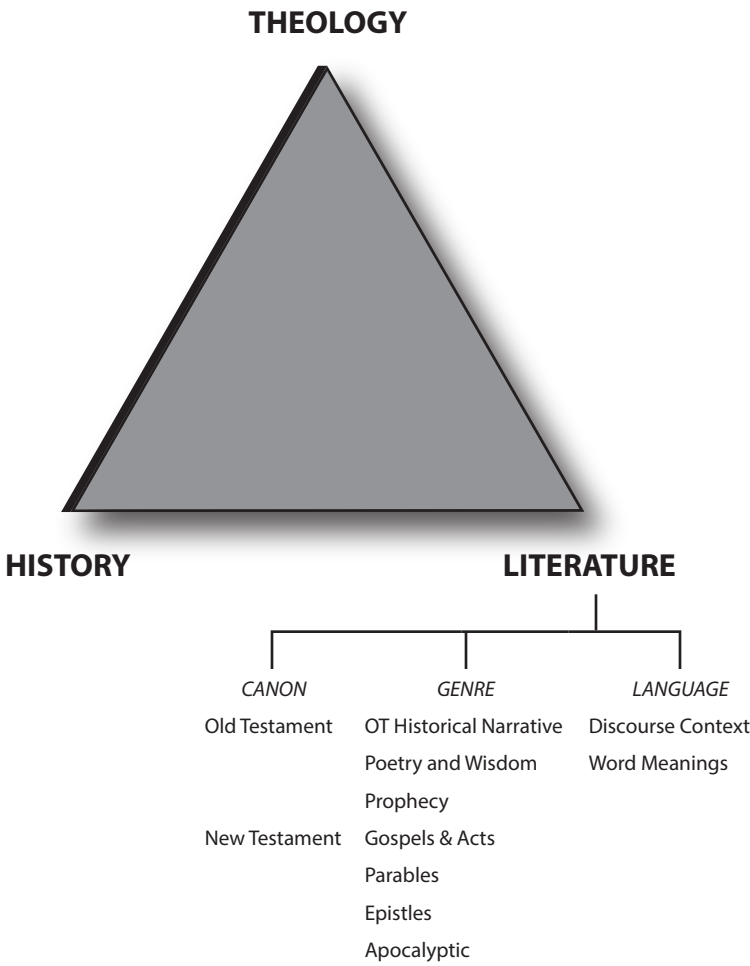 THEOLOGY
HISTORY
LITERATURE
CANON
GENRE
LANGUAGE
Old Testament
OT Historical Narrative
Discourse Context
Poetry and Wisdom
Word Meanings
Prophecy
New Testament
Gospels & Acts
Parables
Epistles
Apocalyptic